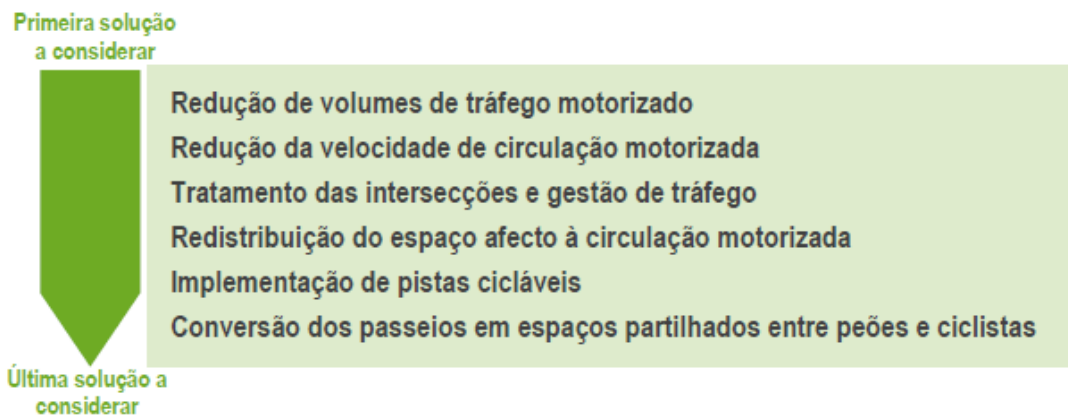 Primeira solução
a considerar
Redução de volumes de tráfego motorizado
Redução da velocidade de circulação motorizada
Tratamento das intersecções e gestão de tráfego
Redistribuição do espaço afecto à circulação motorizada
Implementação de pistas cicláveis
Conversão dos passeios em espaços partilhados entre peões e ciclistas
Última solução a
considerar